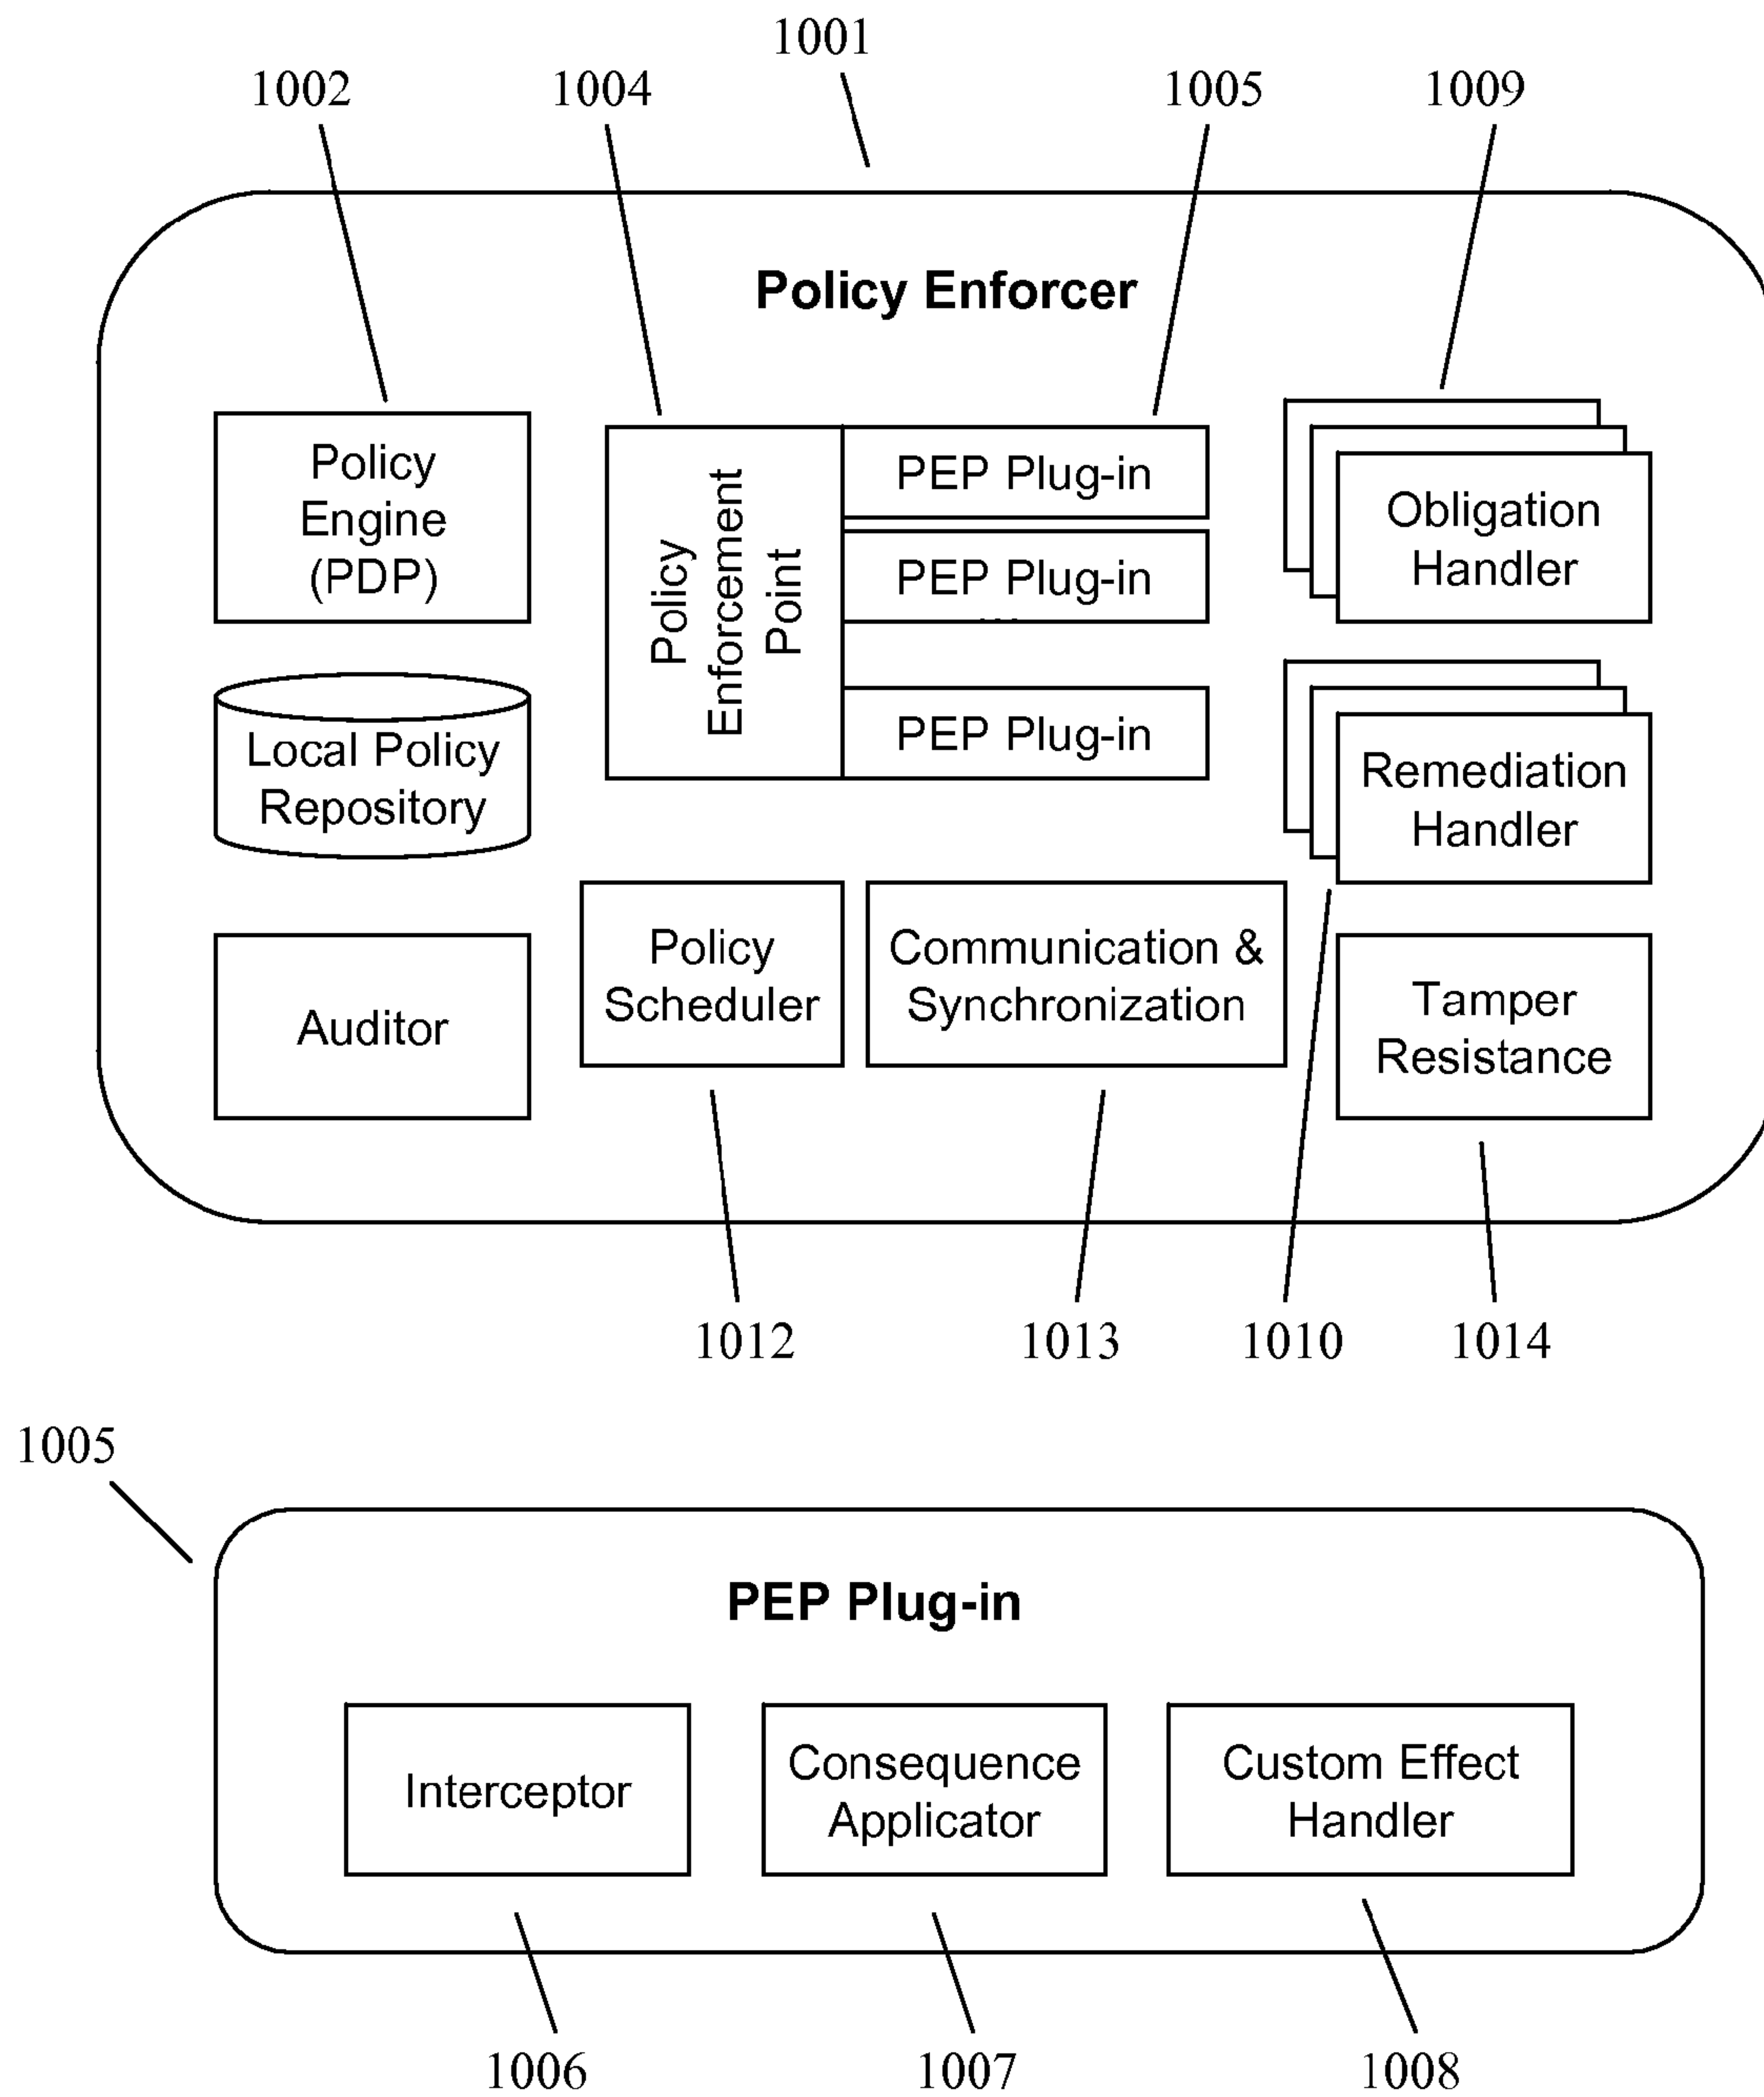 1001
1002
1004
1005
1009
Policy Enforcer
Policy
Engine
(PDP)
Policy
Enforcement
Point
PEP Plug-in
PEP Plug-in
...
PEP Plug-in
Obligation
Handler
Local Policy
Repository
Remediation
Handler
Auditor
Policy
Scheduler
Communication &
Synchronization
Tamper
Resistance
1012
1013
1010
1014
1005
PEP Plug-in
Interceptor
Consequence
Applicator
Custom Effect
Handler
1006
1007
1008